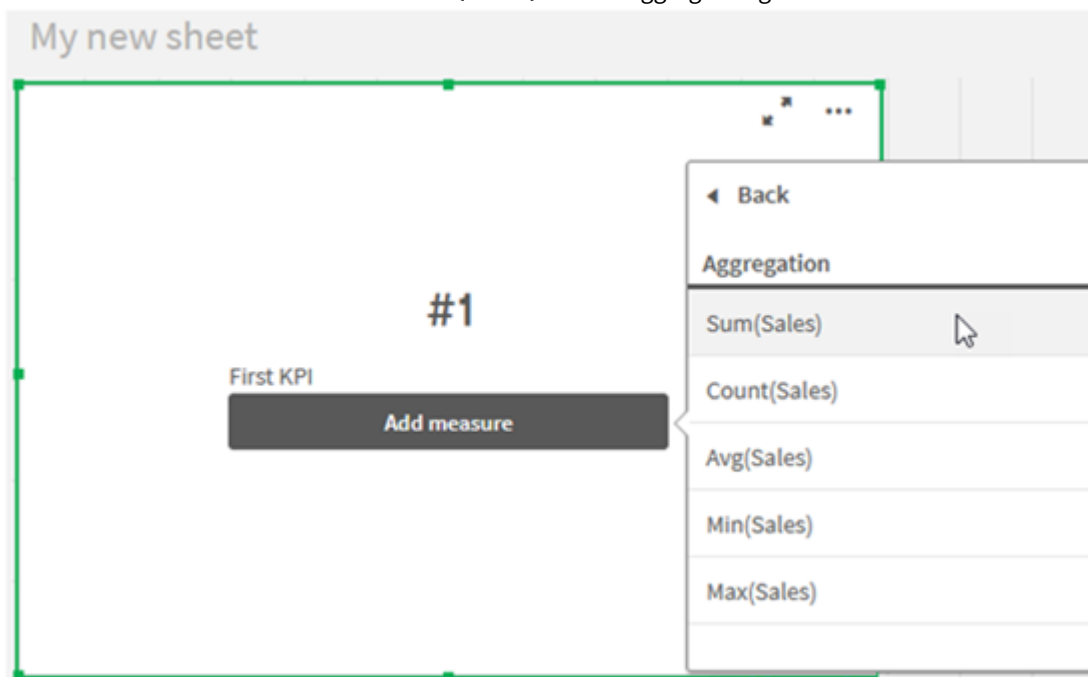 My new sheet
Back
Aggregation
#1
Sum(Sales)
First KPI
Count(Sales)
Add measure
Avg(Sales)
Min(Sales)
Max(Sales)